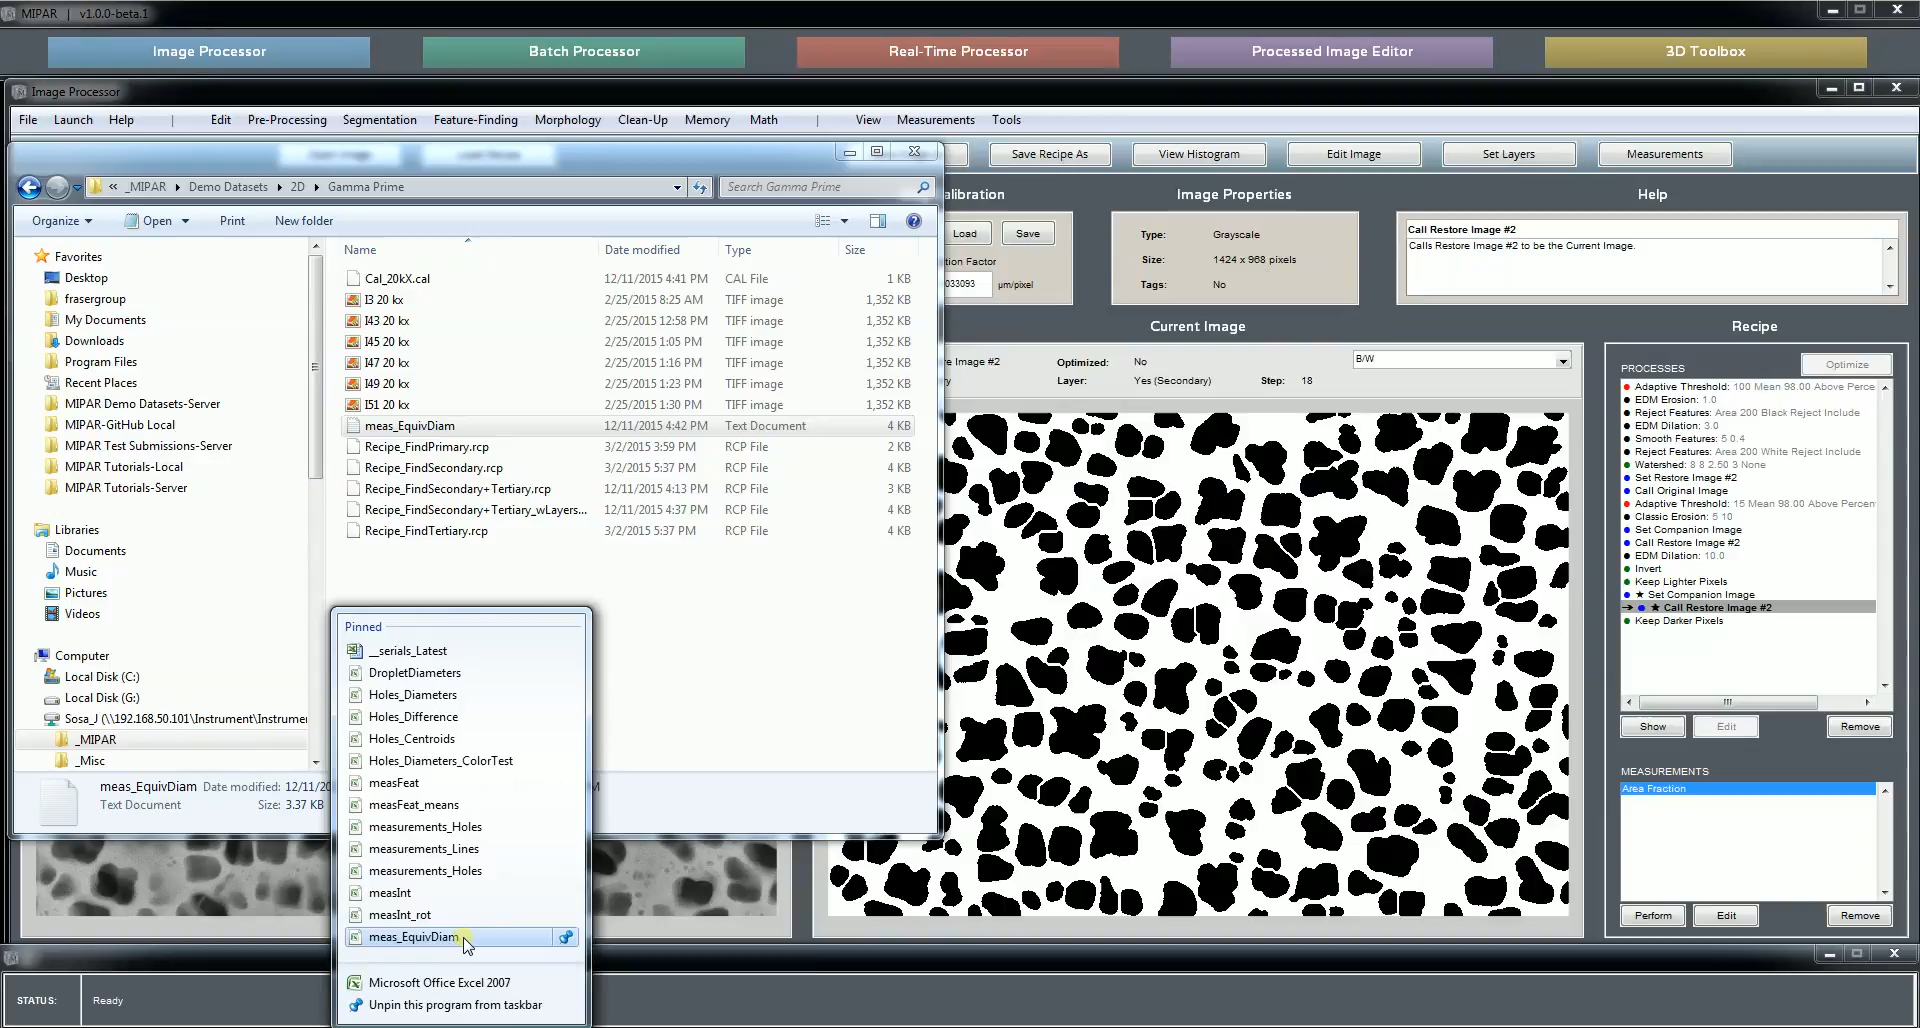 MIPAR | v1.0.0-beta.1
Image Processor
Batch Processor
Real-Time Processor
Processed Image Editor
3D Toolbox
Image Processor
File Launch Help | Edit Pre-Processing Segmentation Feature-Finding Morphology Clean-Up Memory Math | View Measurements Tools
Save Recipe As
View Histogram
Edit Image
Set Layers
Measurements
« _MIPAR ▸ Demo Datasets ▸ 2D ▸ Gamma Prime
Search Gamma Prime
Organize Open Print New folder
Favorites
Desktop
frasergroup
My Documents
Downloads
Program Files
Recent Places
MIPAR Demo Datasets-Server
MIPAR-GitHub Local
MIPAR Test Submissions-Server
MIPAR Tutorials-Local
MIPAR Tutorials-Server
Libraries
Documents
Music
Pictures
Videos
Computer
Local Disk (C:)
Local Disk (G:)
Sosa_J (\\192.168.50.101\Instrument\Instrumen
_MIPAR
_Misc
Name Date modified Type Size
Cal_20kX.cal 12/11/2015 4:41 PM CAL File 1 KB
I3 20 kx 2/25/2015 8:25 AM TIFF image 1,352 KB
I43 20 kx 2/25/2015 12:58 PM TIFF image 1,352 KB
I45 20 kx 2/25/2015 1:05 PM TIFF image 1,352 KB
I47 20 kx 2/25/2015 1:16 PM TIFF image 1,352 KB
I49 20 kx 2/25/2015 1:23 PM TIFF image 1,352 KB
I51 20 kx 2/25/2015 1:30 PM TIFF image 1,352 KB
meas_EquivDiam 12/11/2015 4:42 PM Text Document 4 KB
Recipe_FindPrimary.rcp 3/2/2015 3:59 PM RCP File 2 KB
Recipe_FindSecondary.rcp 3/2/2015 5:37 PM RCP File 4 KB
Recipe_FindSecondary+Tertiary.rcp 12/11/2015 4:13 PM RCP File 3 KB
Recipe_FindSecondary+Tertiary_wLayers... 12/11/2015 4:37 PM RCP File 4 KB
Recipe_FindTertiary.rcp 3/2/2015 5:37 PM RCP File 4 KB
meas_EquivDiam Date modified: 12/11/20
Text Document Size: 3.37 KB
Pinned
__serials_Latest
DropletDiameters
Holes_Diameters
Holes_Difference
Holes_Centroids
Holes_Diameters_ColorTest
measFeat
measFeat_means
measurements_Holes
measurements_Lines
measurements_Holes
measInt
measInt_rot
meas_EquivDiam
Microsoft Office Excel 2007
Unpin this program from taskbar
alibration
Load
Save
tion Factor
033093 µm/pixel
Image Properties
Type: Grayscale
Size: 1424 x 968 pixels
Tags: No
Help
Call Restore Image #2
Calls Restore Image #2 to be the Current Image.
Current Image
re Image #2 Optimized: No
B/W
ry Layer: Yes (Secondary) Step: 18
Recipe
PROCESSES
Optimize
Adaptive Threshold: 100 Mean 98.00 Above Perce
EDM Erosion: 1.0
Reject Features: Area 200 Black Reject Include
EDM Dilation: 3.0
Smooth Features: 5 0.4
Reject Features: Area 200 White Reject Include
Watershed: 8 8 2.50 3 None
Set Restore Image #2
Call Original Image
Adaptive Threshold: 15 Mean 98.00 Above Percen
Classic Erosion: 5 10
Set Companion Image
Call Restore Image #2
EDM Dilation: 10.0
Invert
Keep Lighter Pixels
★ Set Companion Image
★ Call Restore Image #2
Keep Darker Pixels
Show
Edit
Remove
MEASUREMENTS
Area Fraction
Perform
Edit
Remove
STATUS: Ready